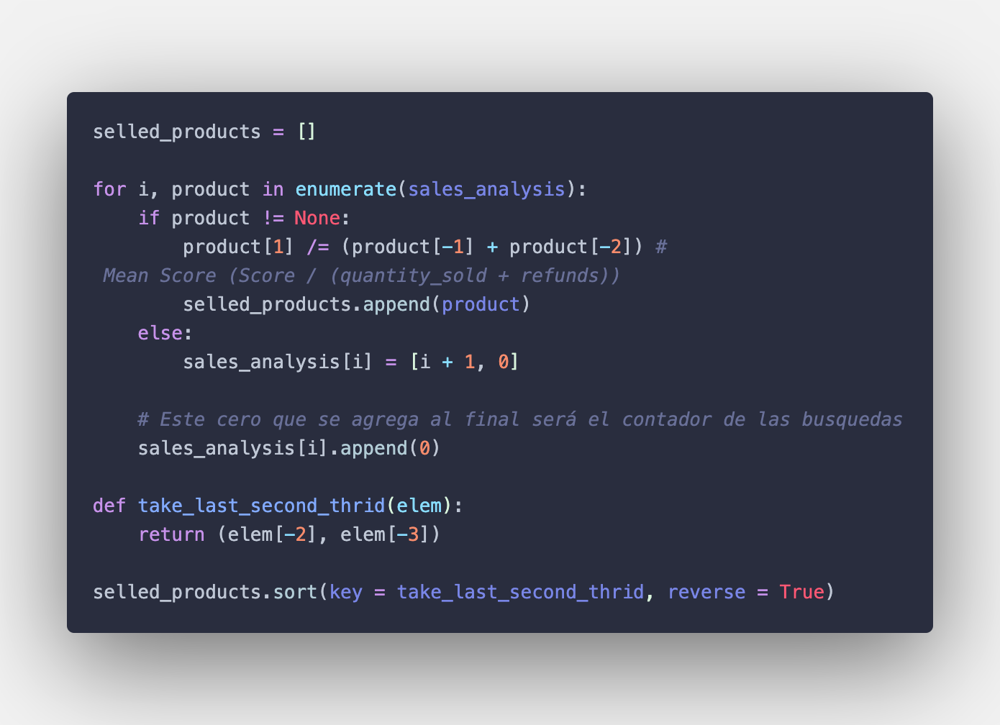 selled_products = []
for i, product in enumerate(sales_analysis):
    if product != None:
        product[1] /= (product[-1] + product[-2]) #
 Mean Score (Score / (quantity_sold + refunds))
        selled_products.append(product)
    else:
        sales_analysis[i] = [i + 1, 0]
    # Este cero que se agrega al final será el contador de las busquedas
    sales_analysis[i].append(0)
def take_last_second_thrid(elem):
    return (elem[-2], elem[-3])
selled_products.sort(key = take_last_second_thrid, reverse = True)